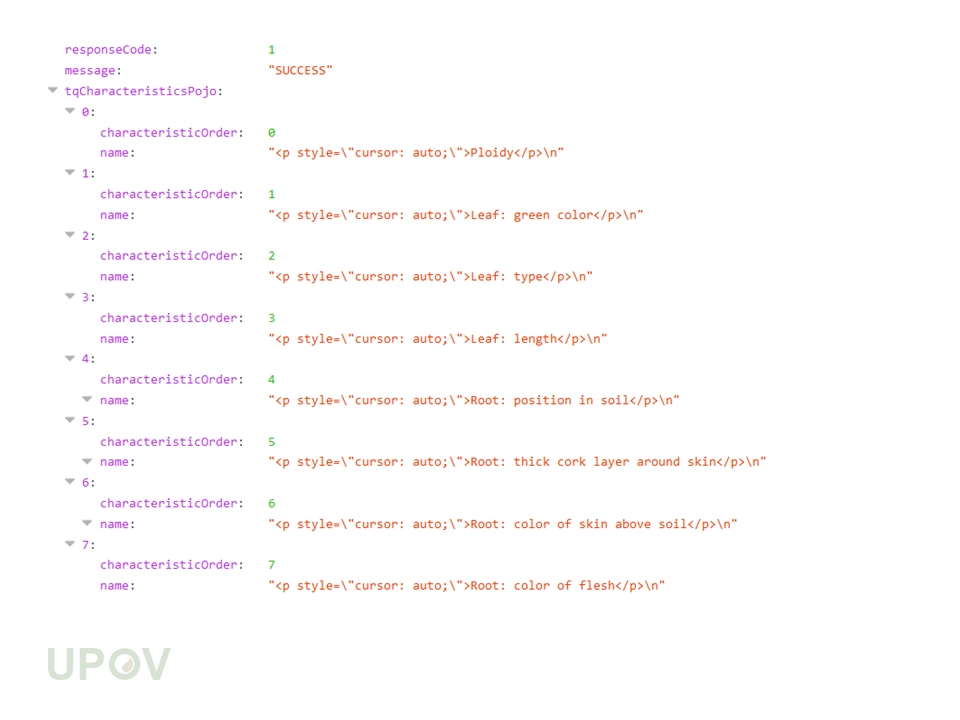 responseCode: 1
message: "SUCCESS"
tqCharacteristicsPojo:
0:
characteristicOrder: 0
name: "<p style=\"cursor: auto;\">Ploidy</p>\n"
1:
characteristicOrder: 1
name: "<p style=\"cursor: auto;\">Leaf: green color</p>\n"
2:
characteristicOrder: 2
name: "<p style=\"cursor: auto;\">Leaf: type</p>\n"
3:
characteristicOrder: 3
name: "<p style=\"cursor: auto;\">Leaf: length</p>\n"
4:
characteristicOrder: 4
name: "<p style=\"cursor: auto;\">Root: position in soil</p>\n"
5:
characteristicOrder: 5
name: "<p style=\"cursor: auto;\">Root: thick cork layer around skin</p>\n"
6:
characteristicOrder: 6
name: "<p style=\"cursor: auto;\">Root: color of skin above soil</p>\n"
7:
characteristicOrder: 7
name: "<p style=\"cursor: auto;\">Root: color of flesh</p>\n"
UPOV